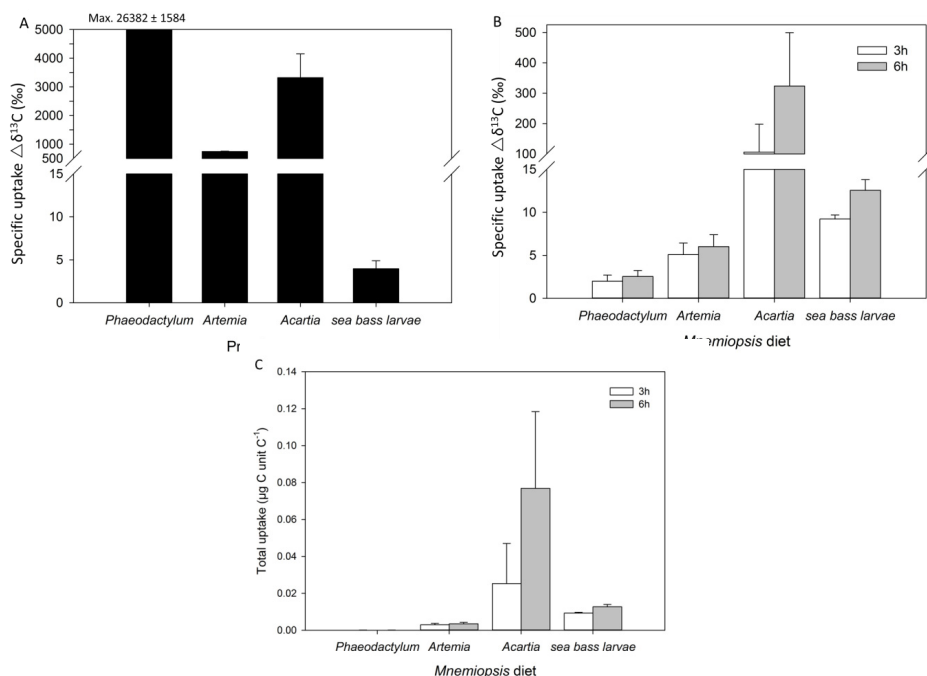 A
Max. 26382 ± 1584
Specific uptake △δ¹³C (‰)
5000
4000
3000
2000
1000
500
15
10
5
0
Phaeodactylum Artemia Acartia sea bass larvae
B
3h
6h
Specific uptake △δ¹³C (‰)
500
400
300
200
100
15
10
5
0
Phaeodactylum Artemia Acartia sea bass larvae
Mnemiopsis diet
C
3h
6h
Total uptake (µg C unit C⁻¹)
0.14
0.12
0.10
0.08
0.06
0.04
0.02
0.00
Phaeodactylum Artemia Acartia sea bass larvae
Mnemiopsis diet